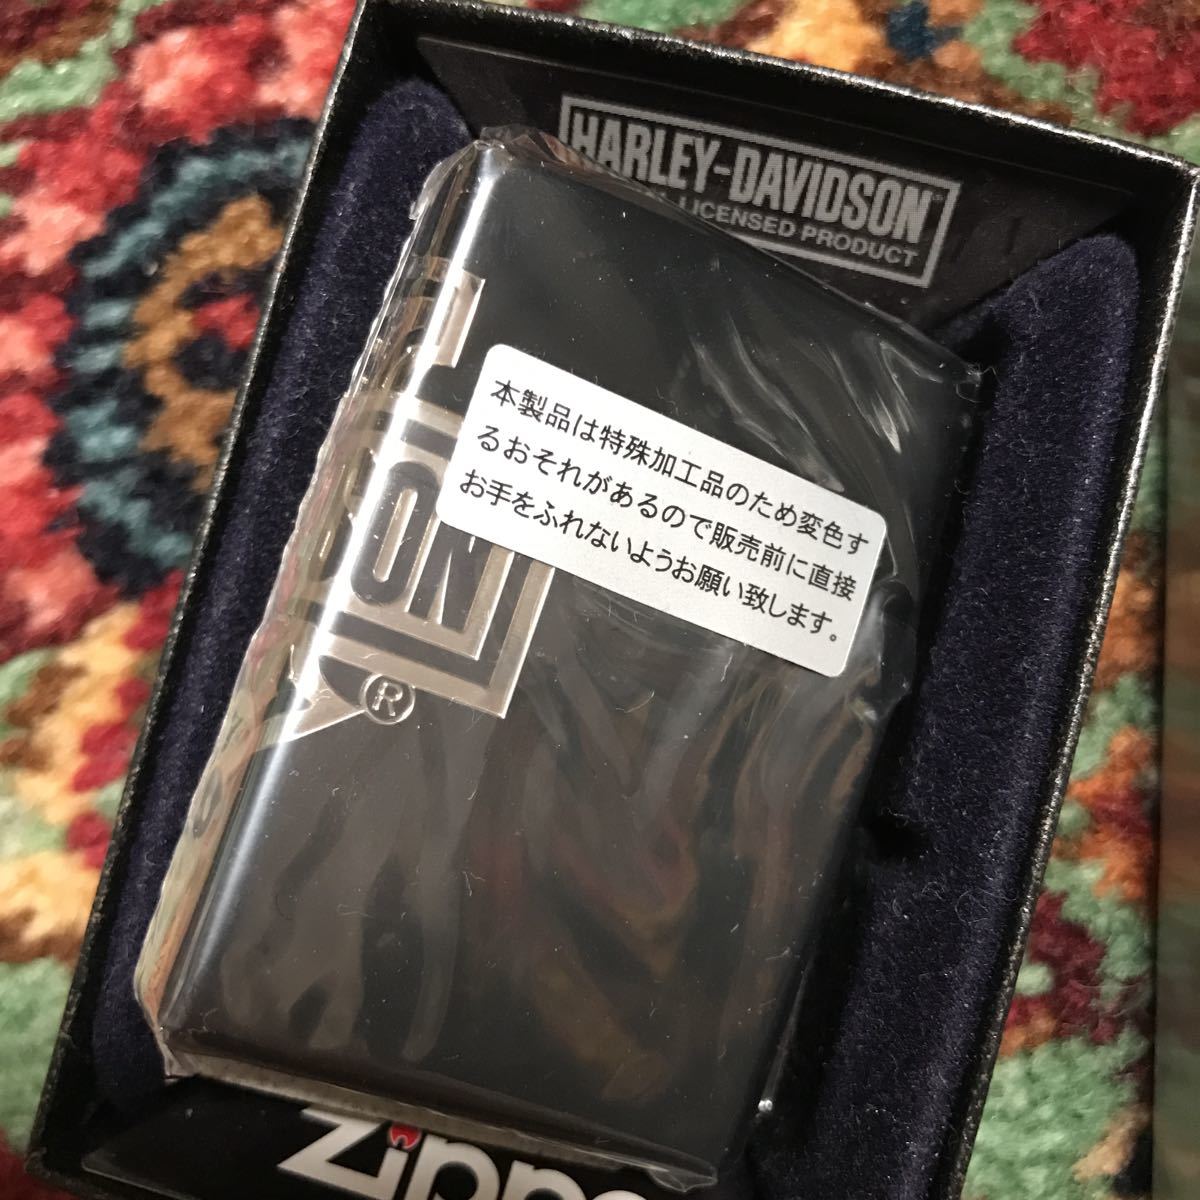 HARLEY-DAVIDSON
LICENSED PRODUCT
本製品は特殊加工品のため変色す
るおそれがあるので販売前に直接
お手をふれないようお願い致します。
ON
®
Zippo